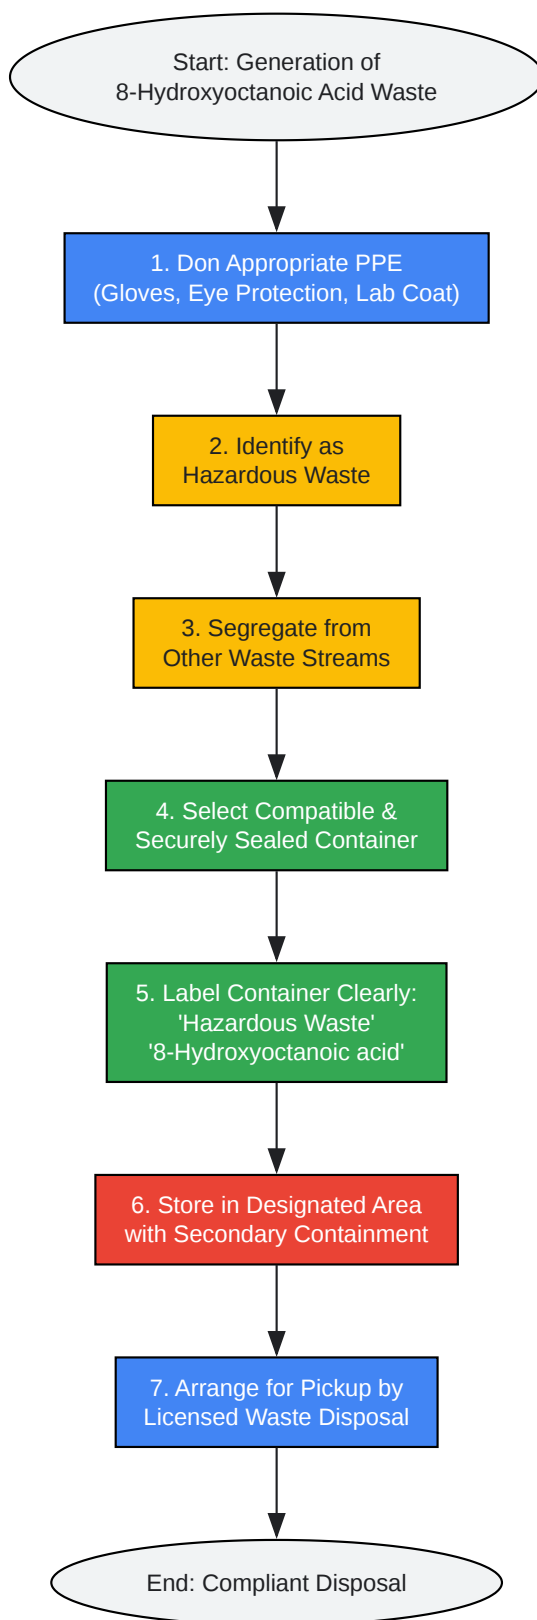 Start: Generation of
8-Hydroxyoctanoic Acid Waste
1. Don Appropriate PPE
(Gloves, Eye Protection, Lab Coat)
2. Identify as
Hazardous Waste
3. Segregate from
Other Waste Streams
4. Select Compatible &
Securely Sealed Container
5. Label Container Clearly:
'Hazardous Waste'
'8-Hydroxyoctanoic acid'
6. Store in Designated Area
with Secondary Containment
7. Arrange for Pickup by
Licensed Waste Disposal
End: Compliant Disposal